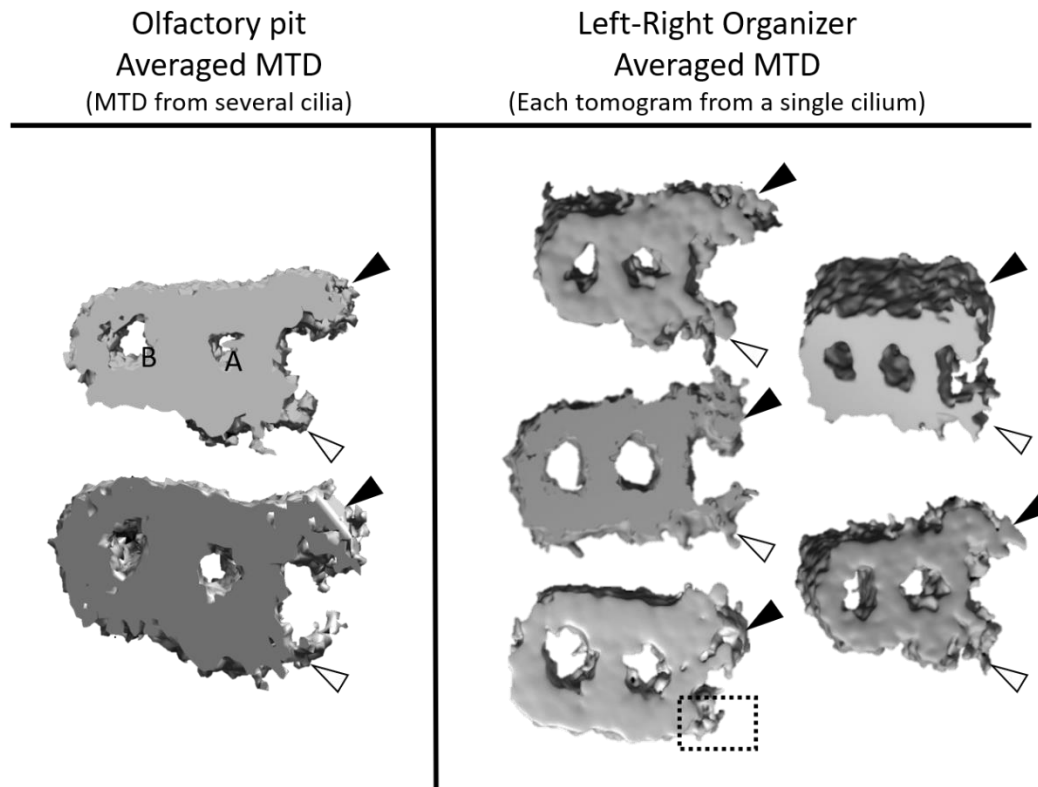 Olfactory pit
Averaged MTD
(MTD from several cilia)
Left-Right Organizer
Averaged MTD
(Each tomogram from a single cilium)
B
A